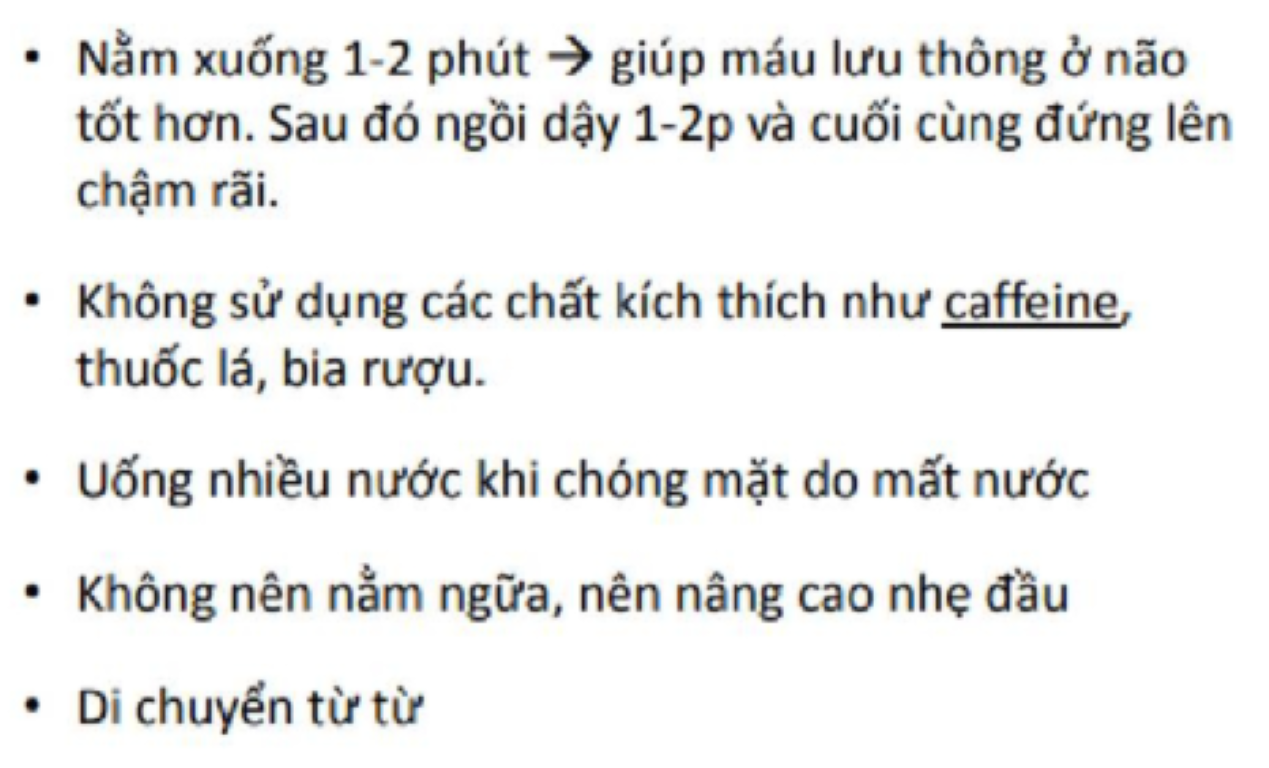 • Nằm xuống 1-2 phút → giúp máu lưu thông ở não
tốt hơn. Sau đó ngồi dậy 1-2p và cuối cùng đứng lên
chậm rãi.
• Không sử dụng các chất kích thích như caffeine,
thuốc lá, bia rượu.
• Uống nhiều nước khi chóng mặt do mất nước
• Không nên nằm ngữa, nên nâng cao nhẹ đầu
• Di chuyển từ từ